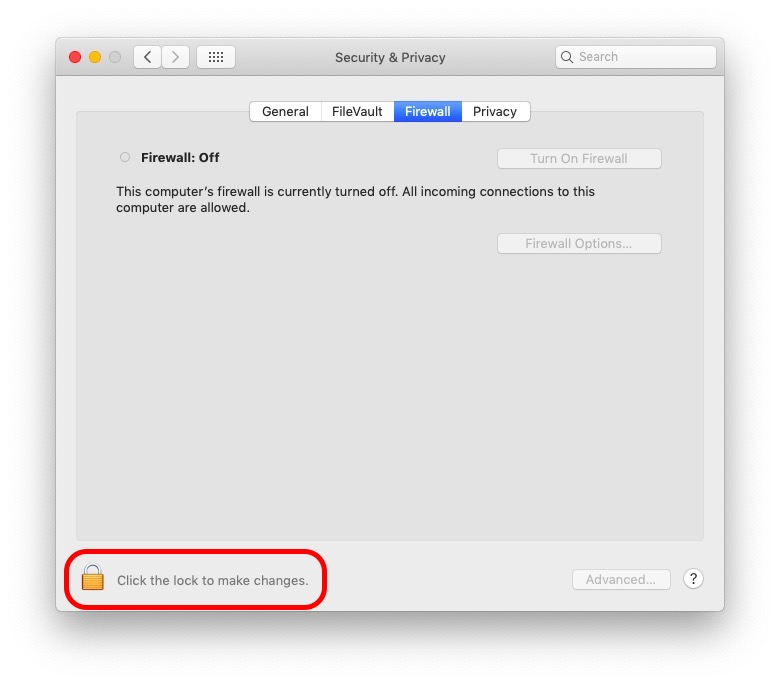 Security & Privacy
Search
General FileVault Firewall Privacy
Firewall: Off
Turn On Firewall
This computer's firewall is currently turned off. All incoming connections to this
computer are allowed.
Firewall Options...
Click the lock to make changes.
Advanced...
?